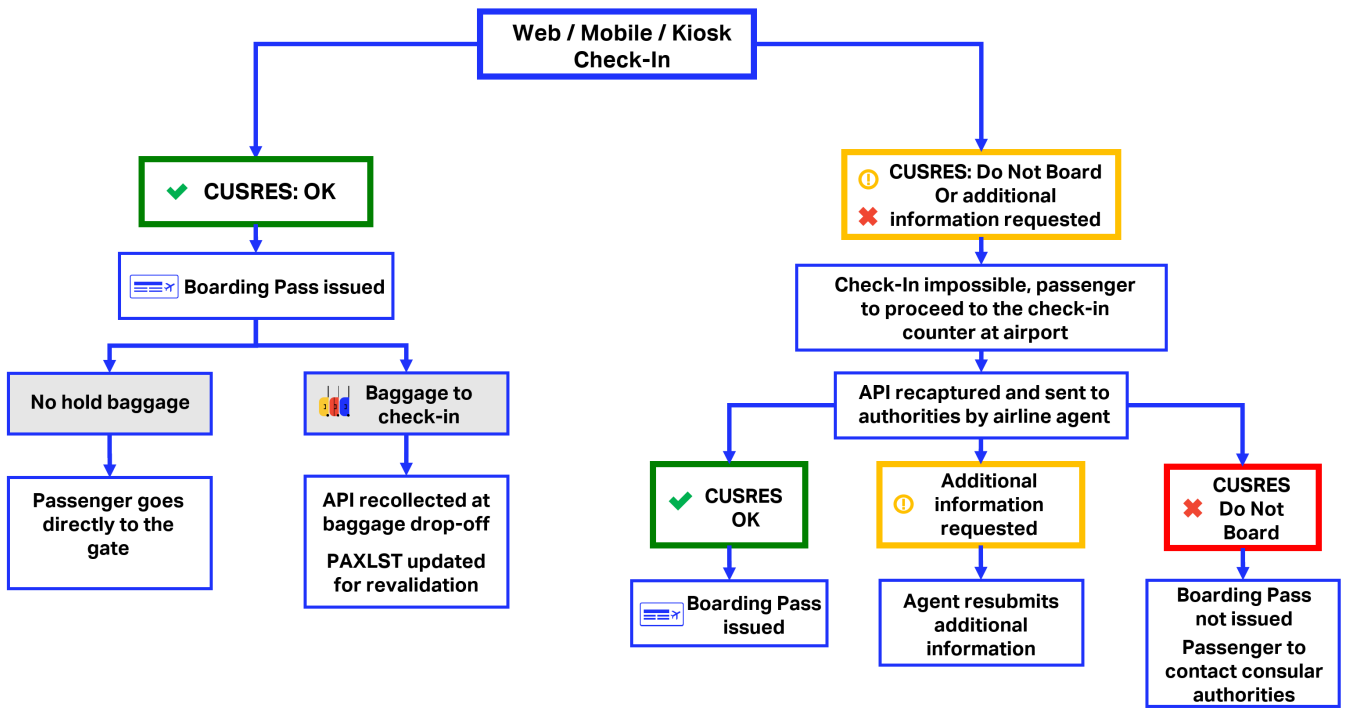 Web / Mobile / Kiosk
Check-In
CUSRES: OK
CUSRES: Do Not Board
Or additional
information requested
Boarding Pass issued
Check-In impossible, passenger
to proceed to the check-in
counter at airport
No hold baggage
Baggage to
check-in
API recaptured and sent to
authorities by airline agent
Passenger goes
directly to the
gate
API recollected at
baggage drop-off
PAXLST updated
for revalidation
CUSRES
OK
Additional
information
requested
CUSRES
Do Not
Board
Boarding Pass
issued
Agent resubmits
additional
information
Boarding Pass
not issued
Passenger to
contact consular
authorities